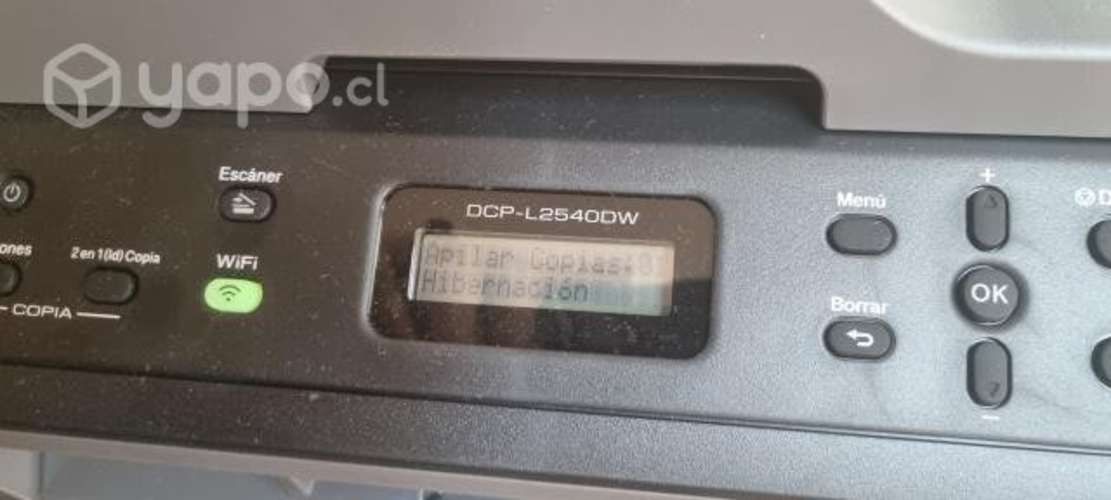 yapo.cl
Escáner
DCP-L2540DW
Menú
+
2 en 1(Id) Copia
WiFi
Apilar Copias:01
Hibernación
OK
COPIA
Borrar
-